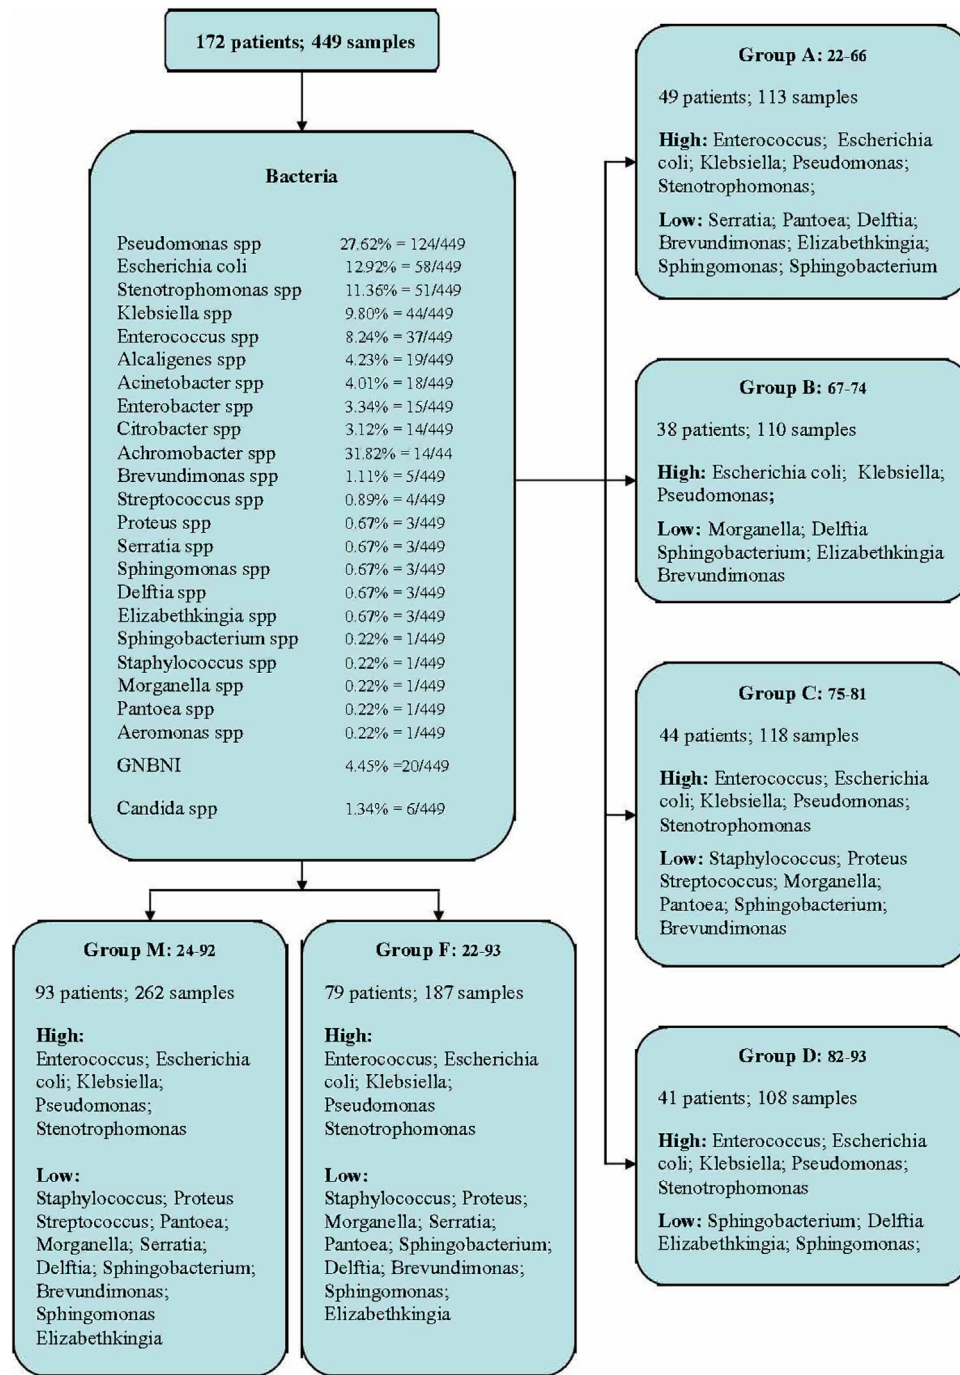 172 patients; 449 samples
Bacteria
Pseudomonas spp 27.62% = 124/449
Escherichia coli 12.92% = 58/449
Stenotrophomonas spp 11.36% = 51/449
Klebsiella spp 9.80% = 44/449
Enterococcus spp 8.24% = 37/449
Alcaligenes spp 4.23% = 19/449
Acinetobacter spp 4.01% = 18/449
Enterobacter spp 3.34% = 15/449
Citrobacter spp 3.12% = 14/449
Achromobacter spp 31.82% = 14/44
Brevundimonas spp 1.11% = 5/449
Streptococcus spp 0.89% = 4/449
Proteus spp 0.67% = 3/449
Serratia spp 0.67% = 3/449
Sphingomonas spp 0.67% = 3/449
Delftia spp 0.67% = 3/449
Elizabethkingia spp 0.67% = 3/449
Sphingobacterium spp 0.22% = 1/449
Staphylococcus spp 0.22% = 1/449
Morganella spp 0.22% = 1/449
Pantoea spp 0.22% = 1/449
Aeromonas spp 0.22% = 1/449
GNBNI 4.45% =20/449
Candida spp 1.34% = 6/449
Group M: 24-92
93 patients; 262 samples
High:
Enterococcus; Escherichia
coli; Klebsiella;
Pseudomonas;
Stenotrophomonas
Low:
Staphylococcus; Proteus
Streptococcus; Pantoea;
Morganella; Serratia;
Delftia; Sphingobacterium;
Brevundimonas;
Sphingomonas
Elizabethkingia
Group F: 22-93
79 patients; 187 samples
High:
Enterococcus; Escherichia
coli; Klebsiella;
Pseudomonas
Stenotrophomonas
Low:
Staphylococcus; Proteus;
Morganella; Serratia;
Pantoea; Sphingobacterium;
Delftia; Brevundimonas;
Sphingomonas;
Elizabethkingia
Group A: 22-66
49 patients; 113 samples
High: Enterococcus; Escherichia
coli; Klebsiella; Pseudomonas;
Stenotrophomonas;
Low: Serratia; Pantoea; Delftia;
Brevundimonas; Elizabethkingia;
Sphingomonas; Sphingobacterium
Group B: 67-74
38 patients; 110 samples
High: Escherichia coli; Klebsiella;
Pseudomonas;
Low: Morganella; Delftia
Sphingobacterium; Elizabethkingia
Brevundimonas
Group C: 75-81
44 patients; 118 samples
High: Enterococcus; Escherichia
coli; Klebsiella; Pseudomonas;
Stenotrophomonas
Low: Staphylococcus; Proteus
Streptococcus; Morganella;
Pantoea; Sphingobacterium;
Brevundimonas
Group D: 82-93
41 patients; 108 samples
High: Enterococcus; Escherichia
coli; Klebsiella; Pseudomonas;
Stenotrophomonas
Low: Sphingobacterium; Delftia
Elizabethkingia; Sphingomonas;